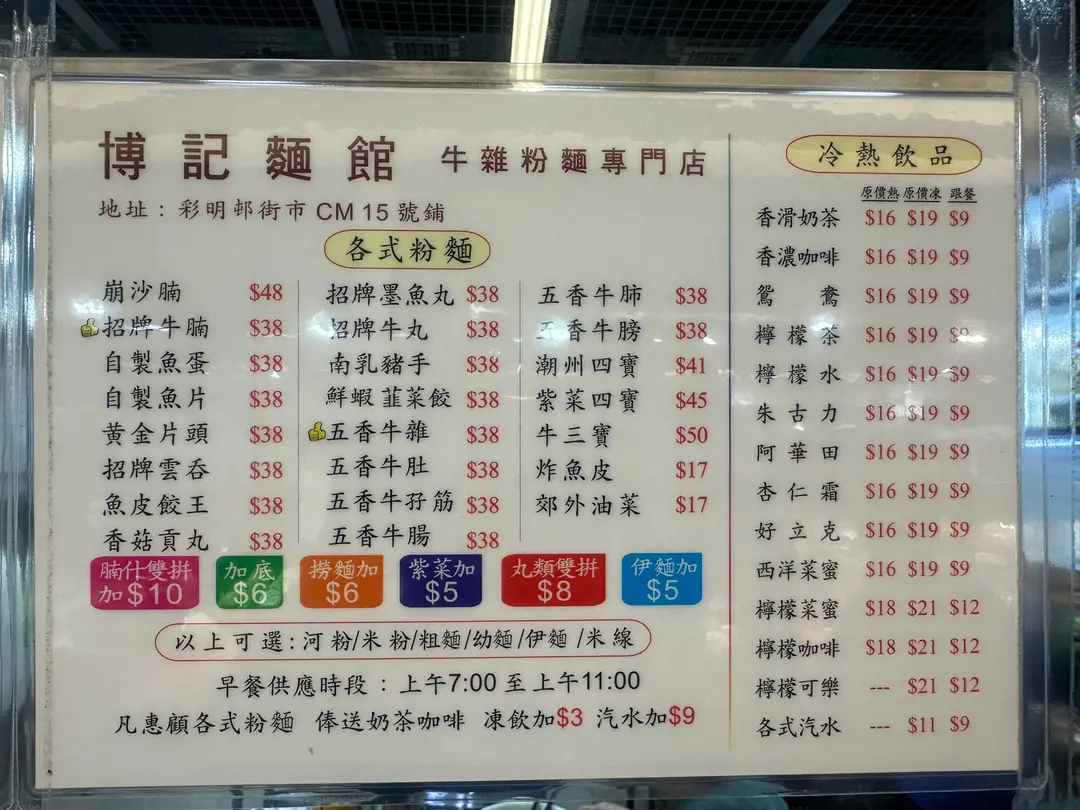 博記麵館 牛雜粉麵專門店
地址：彩明邨街市 CM 15 號鋪
各式粉麵
崩沙腩 $48
招牌牛腩 $38
自製魚蛋 $38
自製魚片 $38
黄金片頭 $38
招牌雲吞 $38
魚皮餃王 $38
香菇貢丸 $38
招牌墨魚丸 $38
招牌牛丸 $38
南乳豬手 $38
鮮蝦韮菜餃 $38
五香牛雜 $38
五香牛肚 $38
五香牛孖筋 $38
五香牛腸 $38
五香牛肺 $38
五香牛膀 $38
潮州四寶 $41
紫菜四寶 $45
牛三寶 $50
炸魚皮 $17
郊外油菜 $17
腩什雙拼加$10
加底$6
撈麵加$6
紫菜加$5
丸類雙拼$8
伊麵加$5
以上可選：河粉/米粉/粗麵/幼麵/伊麵/米線
早餐供應時段：上午7:00至上午11:00
凡惠顧各式粉麵 俸送奶茶咖啡 凍飲加$3 汽水加$9
冷熱飲品
原價熱 原價凍 跟餐
香滑奶茶 $16 $19 $9
香濃咖啡 $16 $19 $9
鴛鴦 $16 $19 $9
檸檬茶 $16 $19 $9
檸檬水 $16 $19 $9
朱古力 $16 $19 $9
阿華田 $16 $19 $9
杏仁霜 $16 $19 $9
好立克 $16 $19 $9
西洋菜蜜 $16 $19 $9
檸檬菜蜜 $18 $21 $12
檸檬咖啡 $18 $21 $12
檸檬可樂 --- $21 $12
各式汽水 --- $11 $9